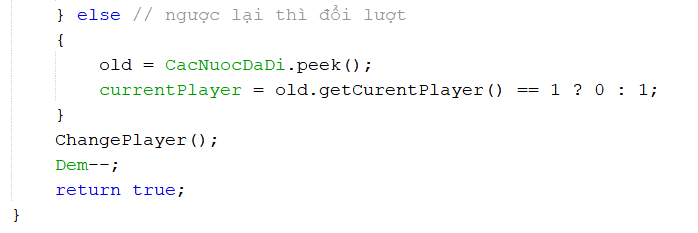 } else // ngược lại thì đổi lượt
{
old = CacNuocDaDi.peek();
currentPlayer = old.getCurentPlayer() == 1 ? 0 : 1;
}
ChangePlayer();
Dem--;
return true;
}